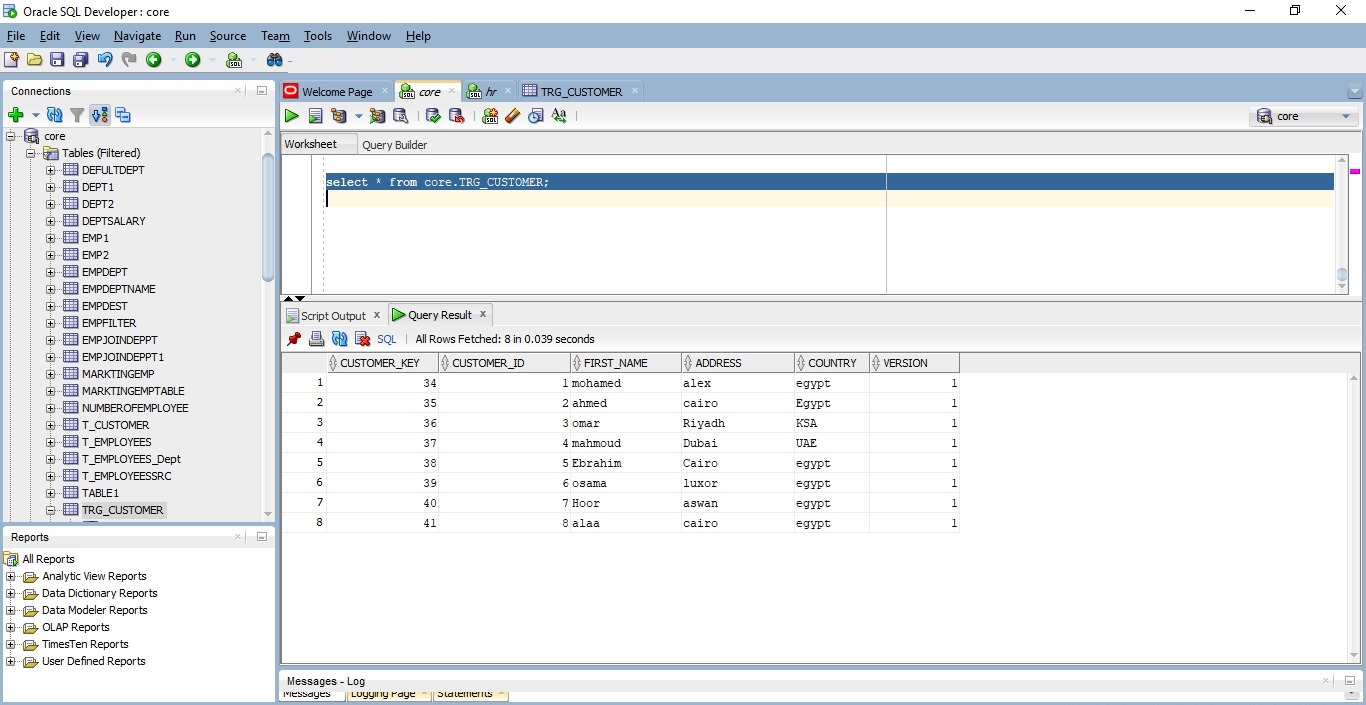 Oracle SQL Developer : core
File Edit View Navigate Run Source Team Tools Window Help
Connections
core
Tables (Filtered)
DEFULTDEPT
DEPT1
DEPT2
DEPTSALARY
EMP1
EMP2
EMPDEPT
EMPDEPTNAME
EMPDEST
EMPFILTER
EMPJOINDEPPT
EMPJOINDEPPT1
MARKTINGEMP
MARKTINGEMPTABLE
NUMBEROFEMPLOYEE
T_CUSTOMER
T_EMPLOYEES
T_EMPLOYEES_Dept
T_EMPLOYEESSRC
TABLE1
TRG_CUSTOMER
Reports
All Reports
Analytic View Reports
Data Dictionary Reports
Data Modeler Reports
OLAP Reports
TimesTen Reports
User Defined Reports
Welcome Page core hr TRG_CUSTOMER
core
Worksheet Query Builder
select * from core.TRG_CUSTOMER;
Script Output Query Result
SQL All Rows Fetched: 8 in 0.039 seconds
CUSTOMER_KEY CUSTOMER_ID FIRST_NAME ADDRESS COUNTRY VERSION
1 34 1 mohamed alex egypt 1
2 35 2 ahmed cairo Egypt 1
3 36 3 omar Riyadh KSA 1
4 37 4 mahmoud Dubai UAE 1
5 38 5 Ebrahim Cairo egypt 1
6 39 6 osama luxor egypt 1
7 40 7 Hoor aswan egypt 1
8 41 8 alaa cairo egypt 1
Messages - Log
Messages Logging Page Statements